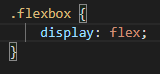 .flexbox {
    display: flex;
}